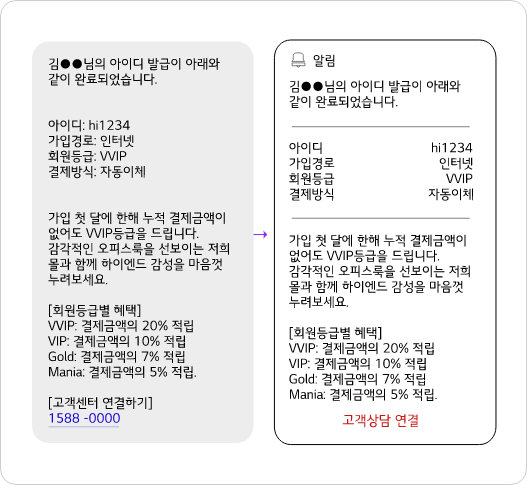 김●●님의 아이디 발급이 아래와
같이 완료되었습니다.
아이디: hi1234
가입경로: 인터넷
회원등급: VVIP
결제방식: 자동이체
가입 첫 달에 한해 누적 결제금액이
없어도 VVIP등급을 드립니다.
감각적인 오피스룩을 선보이는 저희
몰과 함께 하이엔드 감성을 마음껏
누려보세요.
[회원등급별 혜택]
VVIP: 결제금액의 20% 적립
VIP: 결제금액의 10% 적립
Gold: 결제금액의 7% 적립
Mania: 결제금액의 5% 적립.
[고객센터 연결하기]
1588 -0000
→
알림
김●●님의 아이디 발급이 아래와
같이 완료되었습니다.
아이디 hi1234
가입경로 인터넷
회원등급 VVIP
결제방식 자동이체
가입 첫 달에 한해 누적 결제금액이
없어도 VVIP등급을 드립니다.
감각적인 오피스룩을 선보이는 저희
몰과 함께 하이엔드 감성을 마음껏
누려보세요.
[회원등급별 혜택]
VVIP: 결제금액의 20% 적립
VIP: 결제금액의 10% 적립
Gold: 결제금액의 7% 적립
Mania: 결제금액의 5% 적립.
고객상담 연결